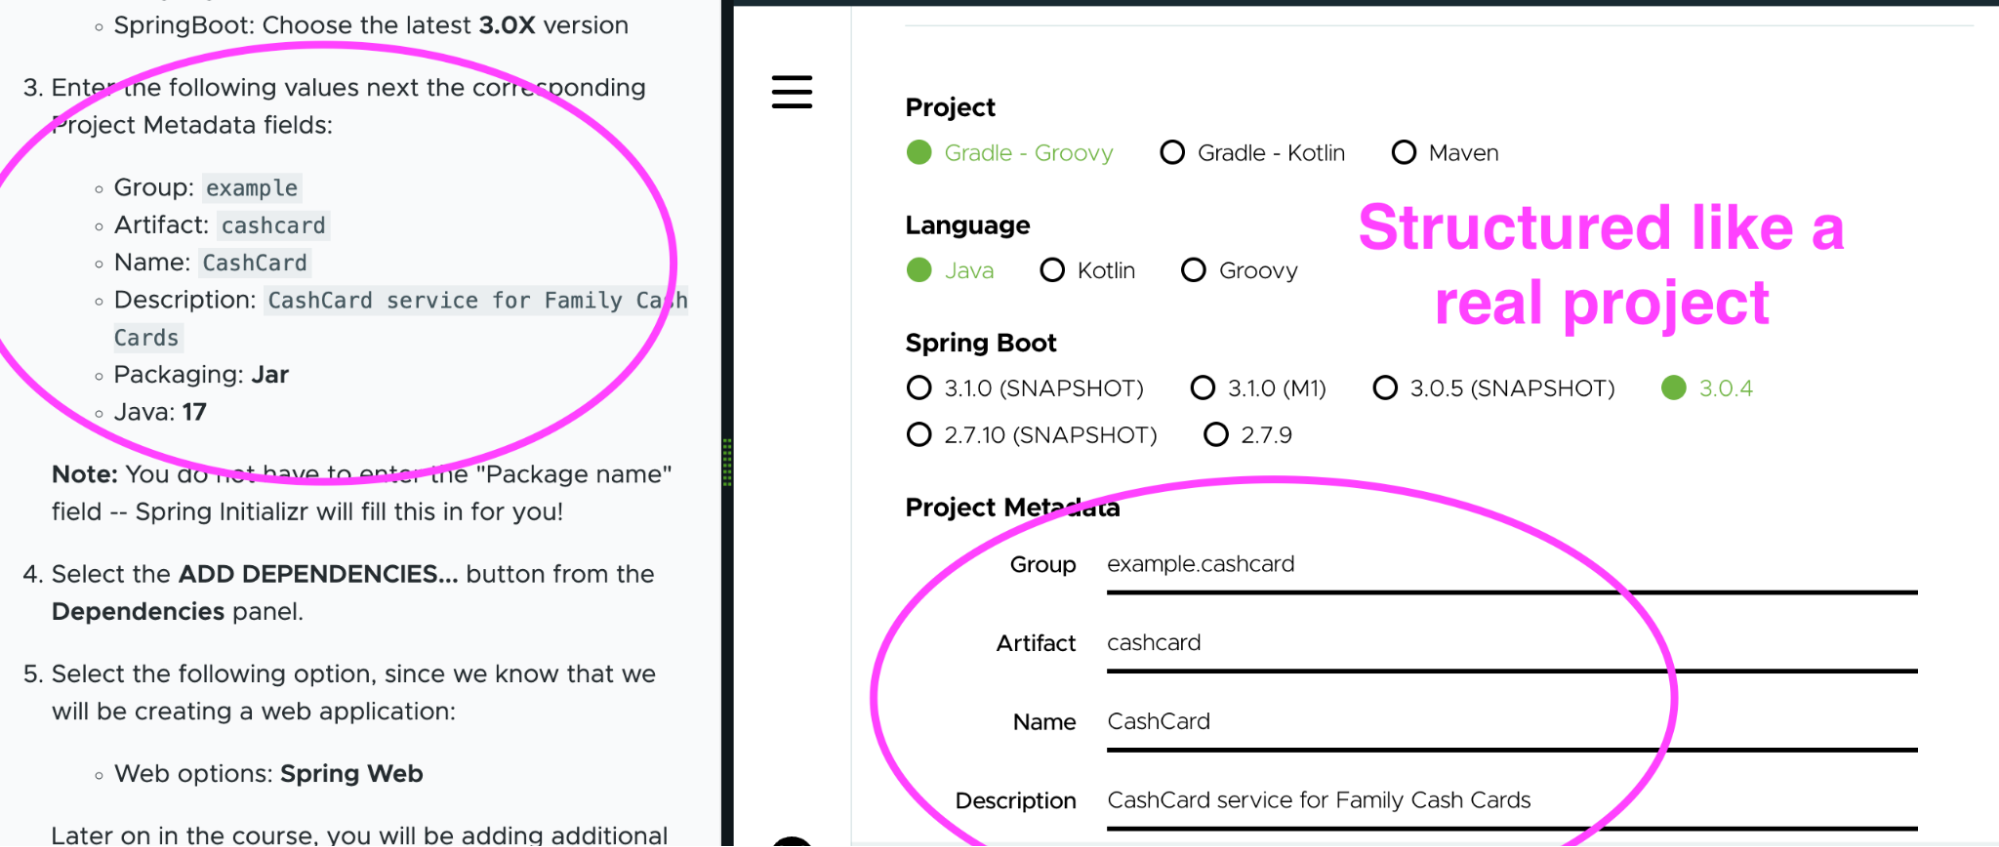 SpringBoot: Choose the latest 3.0X version
3. Enter the following values next the corresponding
Project Metadata fields:
Group: example
Artifact: cashcard
Name: CashCard
Description: CashCard service for Family Cash
Cards
Packaging: Jar
Java: 17
Note: You do not have to enter the "Package name"
field -- Spring Initializr will fill this in for you!
4. Select the ADD DEPENDENCIES... button from the
Dependencies panel.
5. Select the following option, since we know that we
will be creating a web application:
Web options: Spring Web
Later on in the course, you will be adding additional
Project
Gradle - Groovy Gradle - Kotlin Maven
Language
Java Kotlin Groovy
Structured like a
real project
Spring Boot
3.1.0 (SNAPSHOT) 3.1.0 (M1) 3.0.5 (SNAPSHOT) 3.0.4
2.7.10 (SNAPSHOT) 2.7.9
Project Metadata
Group example.cashcard
Artifact cashcard
Name CashCard
Description CashCard service for Family Cash Cards